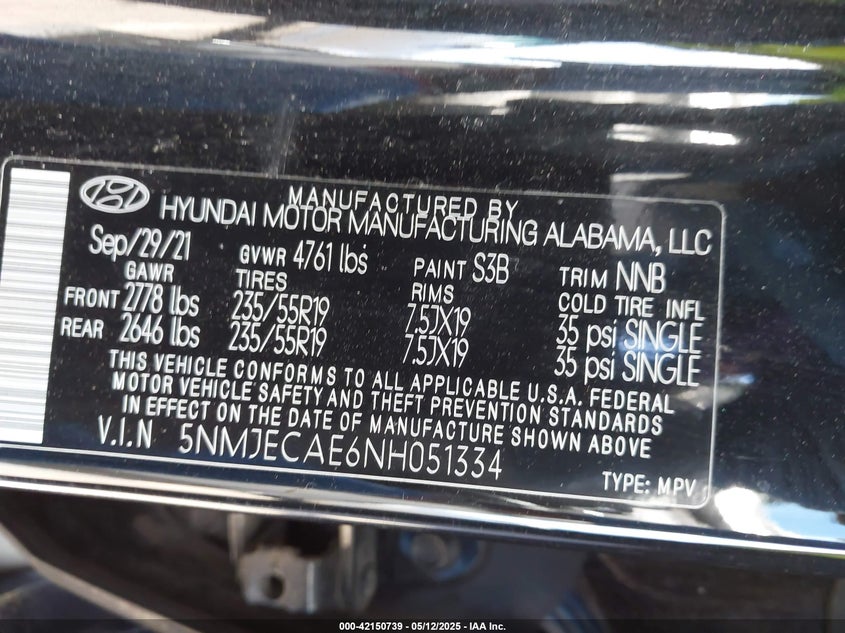 MANUFACTURED BY
HYUNDAI MOTOR MANUFACTURING ALABAMA, LLC
Sep/29/21 GVWR 4761 lbs PAINT S3B TRIM NNB
GAWR TIRES RIMS COLD TIRE INFL
FRONT 2778 lbs 235/55R19 7.5JX19 35 psi SINGLE
REAR 2646 lbs 235/55R19 7.5JX19 35 psi SINGLE
THIS VEHICLE CONFORMS TO ALL APPLICABLE U.S.A. FEDERAL
MOTOR VEHICLE SAFETY AND THEFT PREVENTION STANDARDS
IN EFFECT ON THE DATE OF MANUFACTURE SHOWN ABOVE
V.I.N 5NMJECAE6NH051334
TYPE: MPV
000-42150739 - 05/12/2025 - IAA Inc.